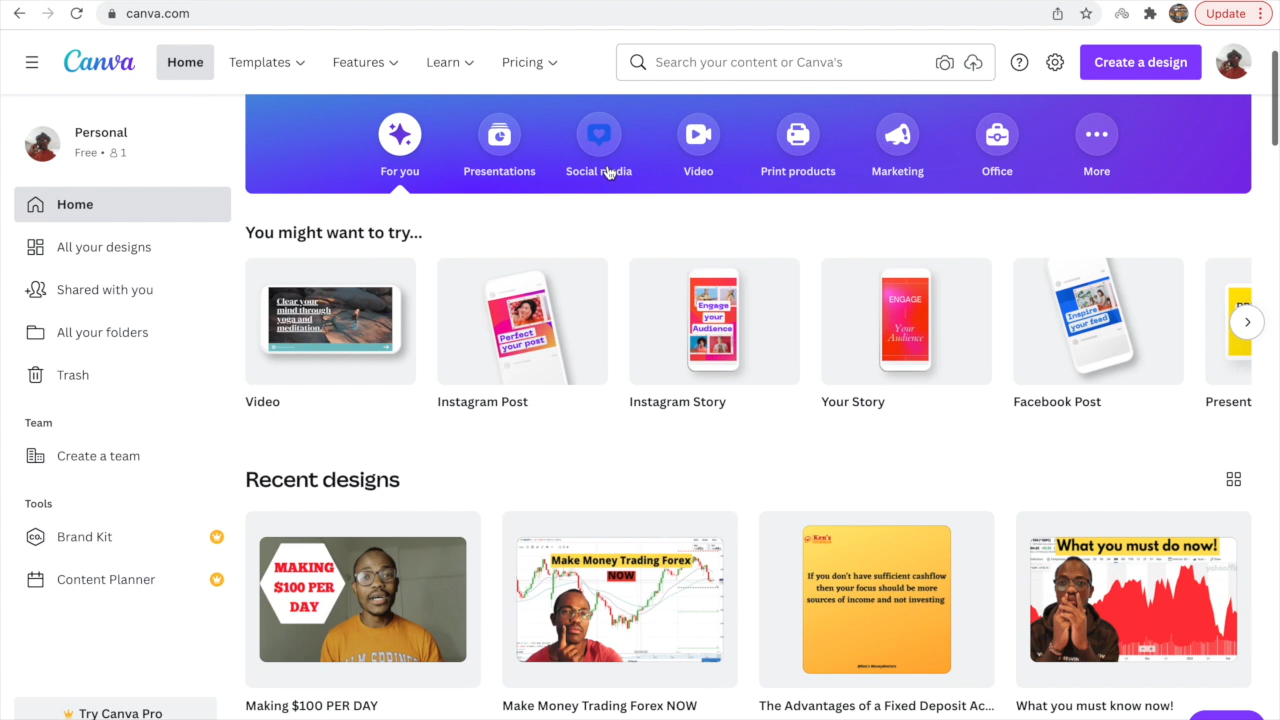 canva.com
Update
Canva
Home
Templates
Features
Learn
Pricing
Search your content or Canva's
Create a design
Personal
Free • 1
For you
Presentations
Social media
Video
Print products
Marketing
Office
More
Home
All your designs
Shared with you
All your folders
Trash
Team
Create a team
Tools
Brand Kit
Content Planner
Try Canva Pro
You might want to try...
Clear your
mind through
yoga and
meditation.
Perfect
your post
Engage
your
Audience
ENGAGE
Your
Audience
Inspire
your feed
Video
Instagram Post
Instagram Story
Your Story
Facebook Post
Present
Recent designs
MAKING
$100 PER
DAY
Make Money Trading Forex
NOW
Ken's
If you don't have sufficient cashflow
then your focus should be more
sources of income and not investing
What you must do now!
Making $100 PER DAY
Make Money Trading Forex NOW
The Advantages of a Fixed Deposit Ac...
What you must know now!